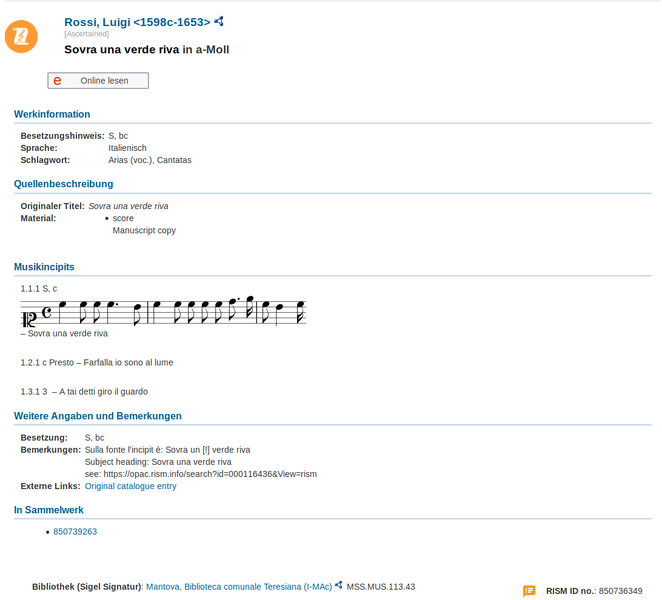 Rossi, Luigi <1598c-1653>
[Ascertained]
Sovra una verde riva in a-Moll
e Online lesen
Werkinformation
Besetzungshinweis: S, bc
Sprache: Italienisch
Schlagwort: Arias (voc.), Cantatas
Quellenbeschreibung
Originaler Titel: Sovra una verde riva
Material: • score
Manuscript copy
Musikincipits
1.1.1 S, c
– Sovra una verde riva
1.2.1 c Presto – Farfalla io sono al lume
1.3.1 3 – A tai detti giro il guardo
Weitere Angaben und Bemerkungen
Besetzung: S, bc
Bemerkungen: Sulla fonte l'incipit è: Sovra un [!] verde riva
Subject heading: Sovra una verde riva
see: https://opac.rism.info/search?id=000116436&View=rism
Externe Links: Original catalogue entry
In Sammelwerk
• 850739263
Bibliothek (Sigel Signatur): Mantova, Biblioteca comunale Teresiana (I-MAc) MSS.MUS.113.43
RISM ID no.: 850736349